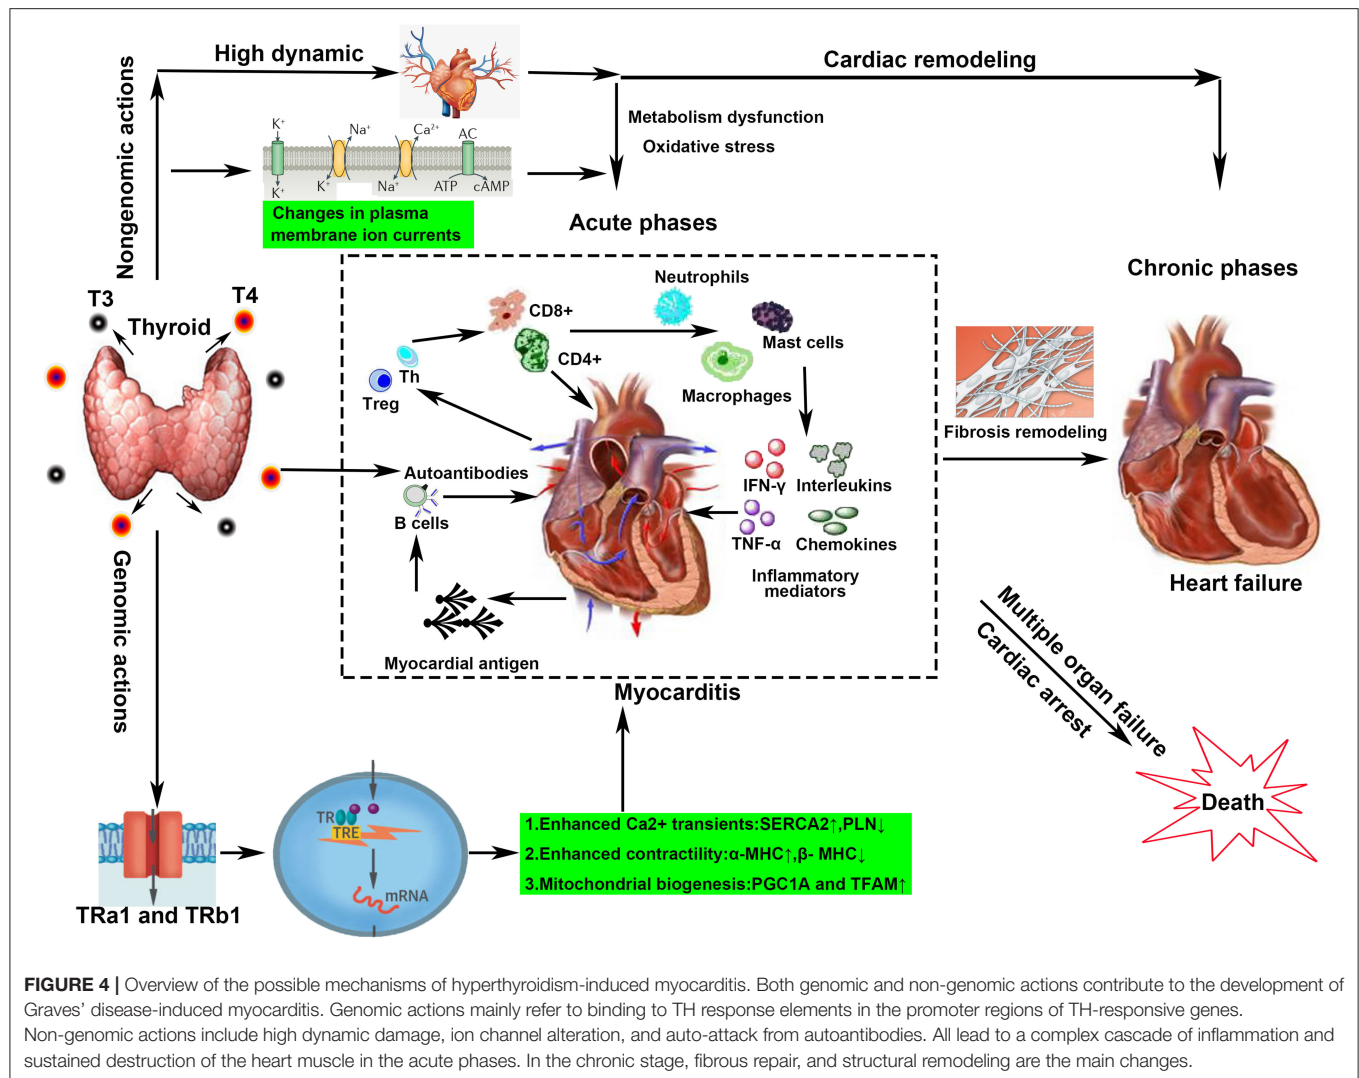 High dynamic
Cardiac remodeling
Nongenomic actions
Metabolism dysfunction
Oxidative stress
K+
Na+
Ca2+
AC
K+
K+
Na+
ATP
cAMP
Changes in plasma
membrane ion currents
Acute phases
Chronic phases
T3
T4
Thyroid
Neutrophils
CD8+
Mast cells
CD4+
Th
Treg
Macrophages
Fibrosis remodeling
Autoantibodies
B cells
IFN-γ
Interleukins
TNF-α
Chemokines
Inflammatory
mediators
Myocardial antigen
Myocarditis
Heart failure
Multiple organ failure
Cardiac arrest
Death
Genomic actions
TR
TRE
mRNA
TRa1 and TRb1
1.Enhanced Ca2+ transients:SERCA2↑,PLN↓
2.Enhanced contractility:α-MHC↑,β- MHC↓
3.Mitochondrial biogenesis:PGC1A and TFAM↑
FIGURE 4 | Overview of the possible mechanisms of hyperthyroidism-induced myocarditis. Both genomic and non-genomic actions contribute to the development of
Graves' disease-induced myocarditis. Genomic actions mainly refer to binding to TH response elements in the promoter regions of TH-responsive genes.
Non-genomic actions include high dynamic damage, ion channel alteration, and auto-attack from autoantibodies. All lead to a complex cascade of inflammation and
sustained destruction of the heart muscle in the acute phases. In the chronic stage, fibrous repair, and structural remodeling are the main changes.